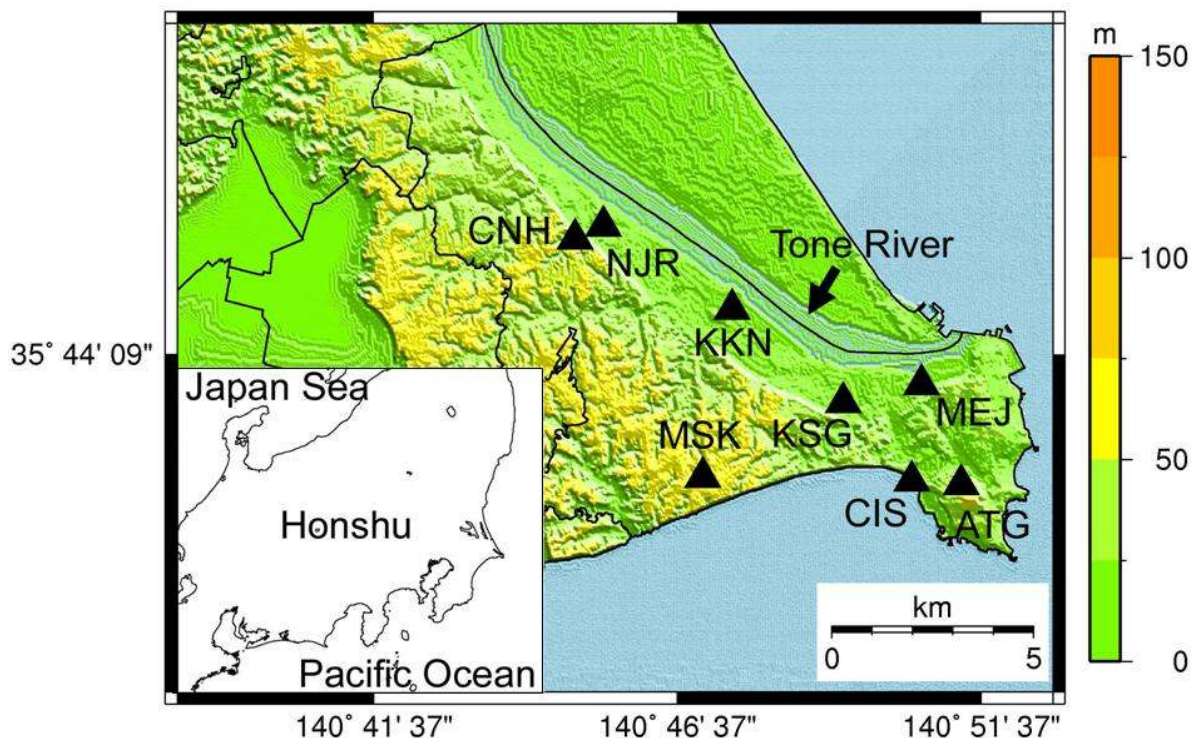 m
150
100
50
0
CNH
NJR
Tone River
KKN
35° 44' 09"
MEJ
KSG
MSK
CIS
ATG
Japan Sea
Honshu
Pacific Ocean
km
0 5
140° 41' 37" 140° 46' 37" 140° 51' 37"